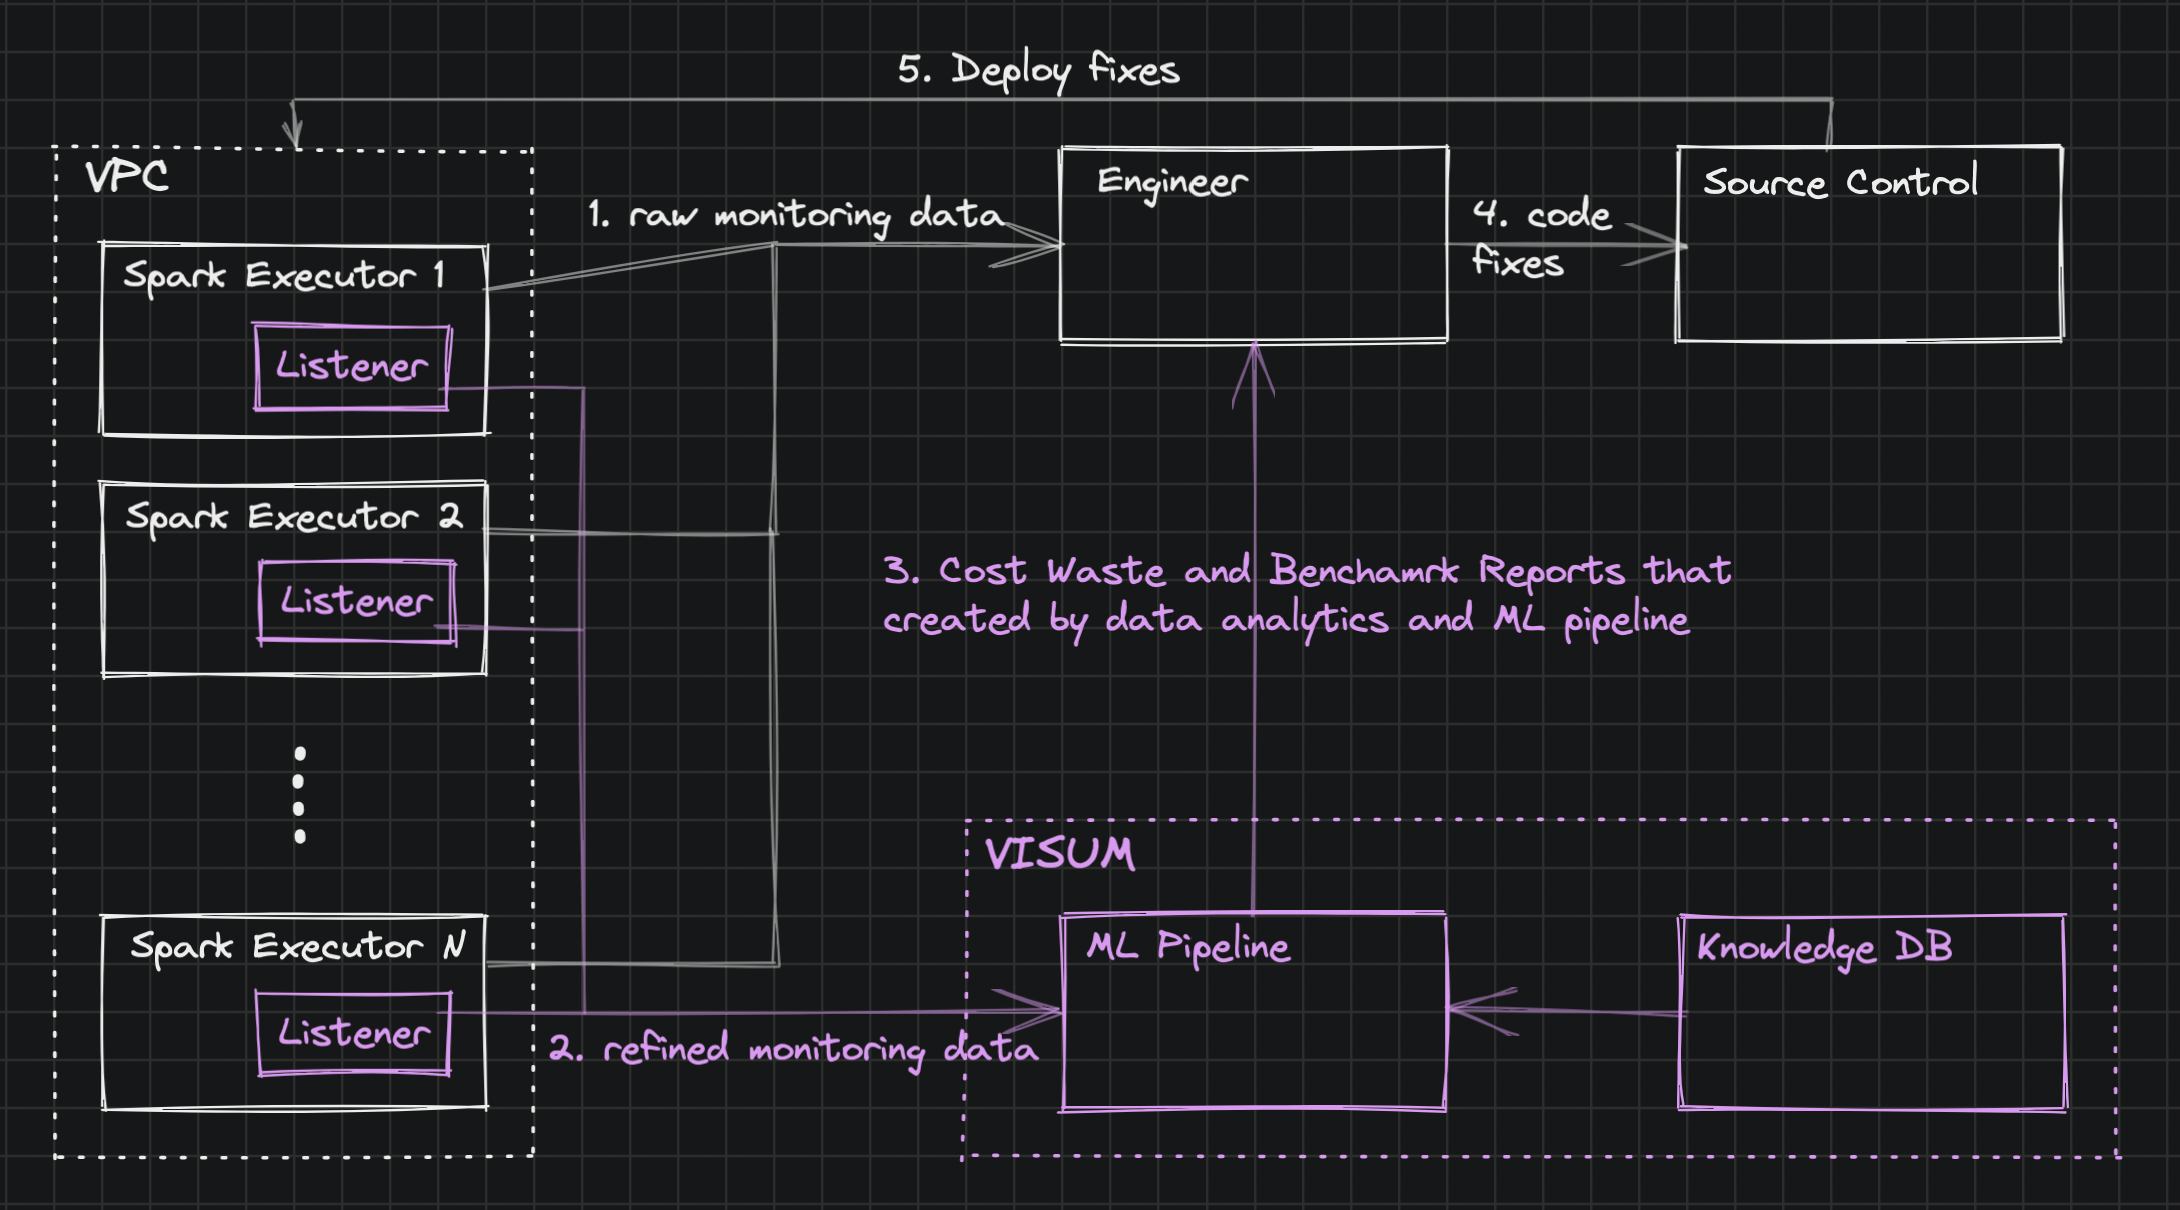 5. Deploy fixes
VPC
Engineer
Source Control
1. raw monitoring data
4. code
fixes
Spark Executor 1
Listener
Spark Executor 2
Listener
3. Cost Waste and Benchamrk Reports that
created by data analytics and ML pipeline
VISUM
Spark Executor N
ML Pipeline
Knowledge DB
Listener
2. refined monitoring data